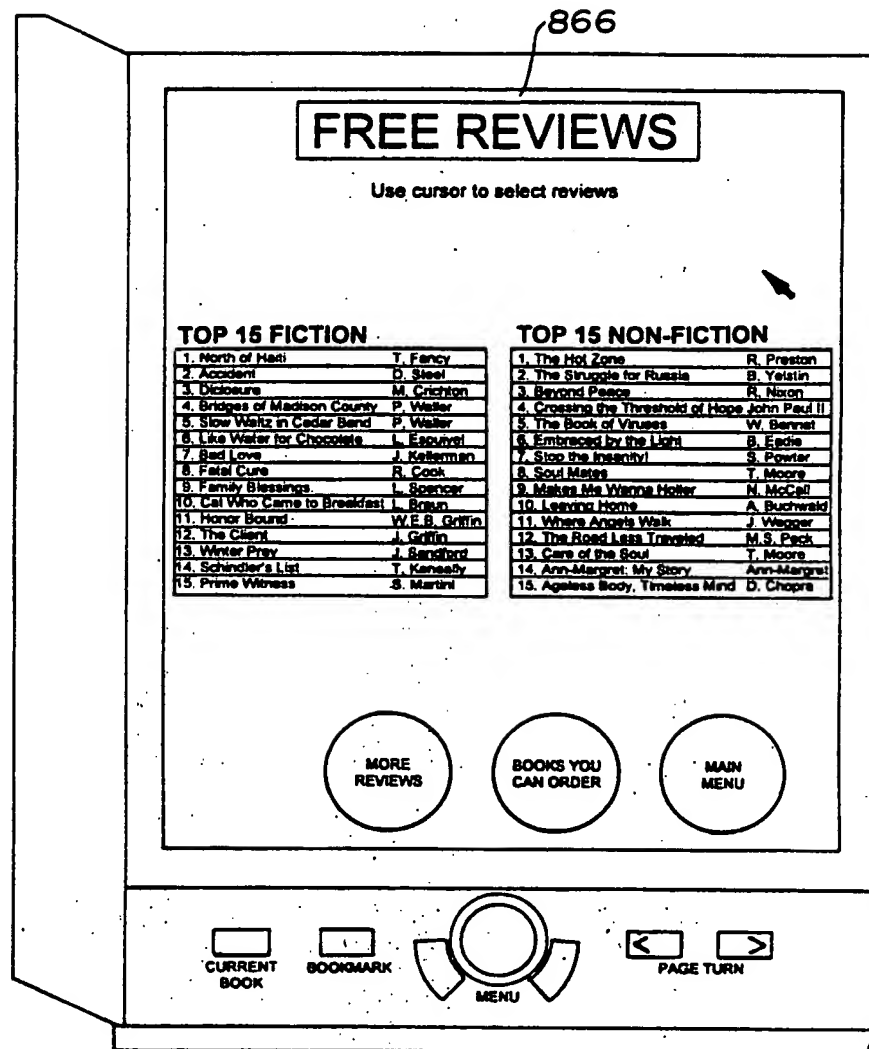 866
FREE REVIEWS
Use cursor to select reviews
TOP 15 FICTION
1. North of Haiti T. Fancy
2. Accident D. Steel
3. Diclosure M. Crichton
4. Bridges of Madison County P. Waller
5. Slow Waltz in Cedar Bend P. Waller
6. Like Water for Chocolate L. Esquivel
7. Bad Love J. Kellerman
8. Fatal Cure R. Cook
9. Family Blessings L. Spencer
10. Cat Who Came to Breakfast L. Braun
11. Honor Bound W.E.B. Griffin
12. The Client J. Griffin
13. Winter Prey J. Sandford
14. Schindler's List T. Keneally
15. Prime Witness S. Martini
TOP 15 NON-FICTION
1. The Hot Zone R. Preston
2. The Struggle for Russia B. Yelstin
3. Beyond Peace R. Nixon
4. Crossing the Threshold of Hope John Paul II
5. The Book of Viruses W. Bennet
6. Embraced by the Light B. Eadie
7. Stop the Insanity! S. Powter
8. Soul Mates T. Moore
9. Makes Me Wanna Holler N. McCall
10. Leaving Home A. Buchwald
11. Where Angels Walk J. Wagger
12. The Road Less Traveled M.S. Peck
13. Care of the Soul T. Moore
14. Ann-Margret: My Story Ann-Margret
15. Ageless Body, Timeless Mind D. Chopra
MORE
REVIEWS
BOOKS YOU
CAN ORDER
MAIN
MENU
CURRENT
BOOK
BOOKMARK
MENU
< >
PAGE TURN